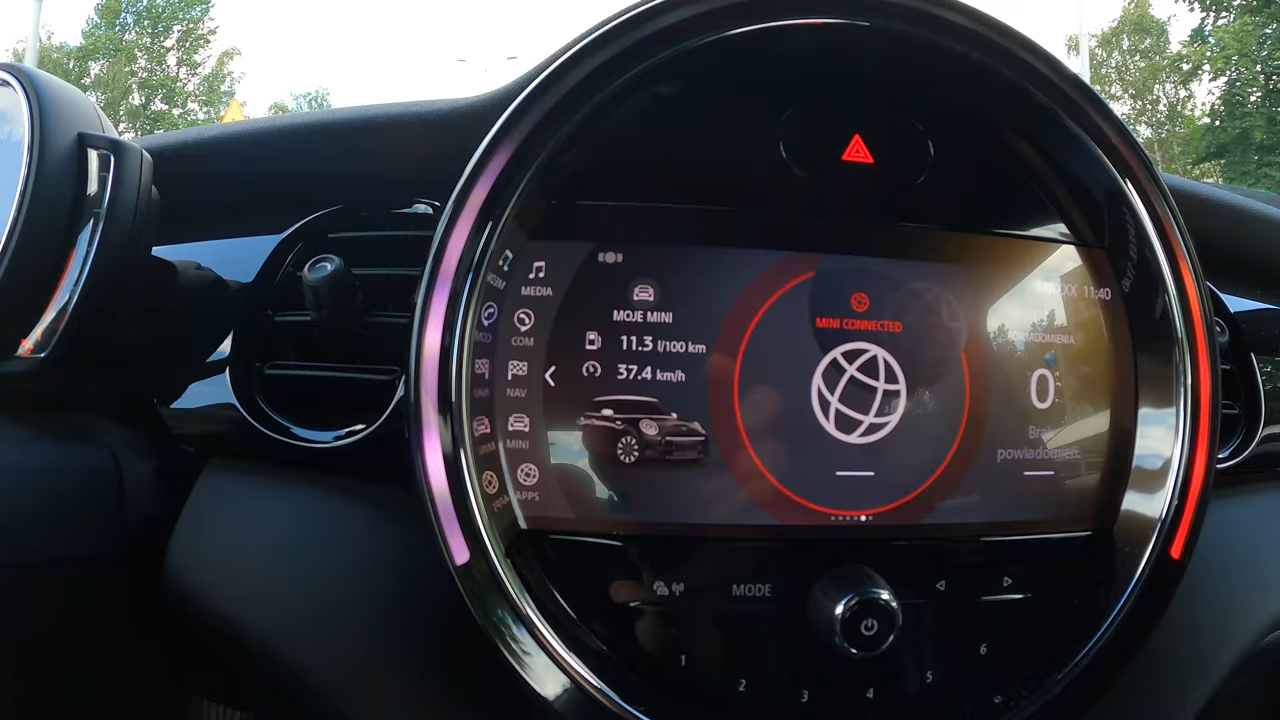 MEDIA
COM
NAV
MINI
APPS
MOJE MINI
11.3 l/100 km
37.4 km/h
MINI CONNECTED
11:40
0
Brak
powiadomień.
MODE
1
2
3
4
5
6